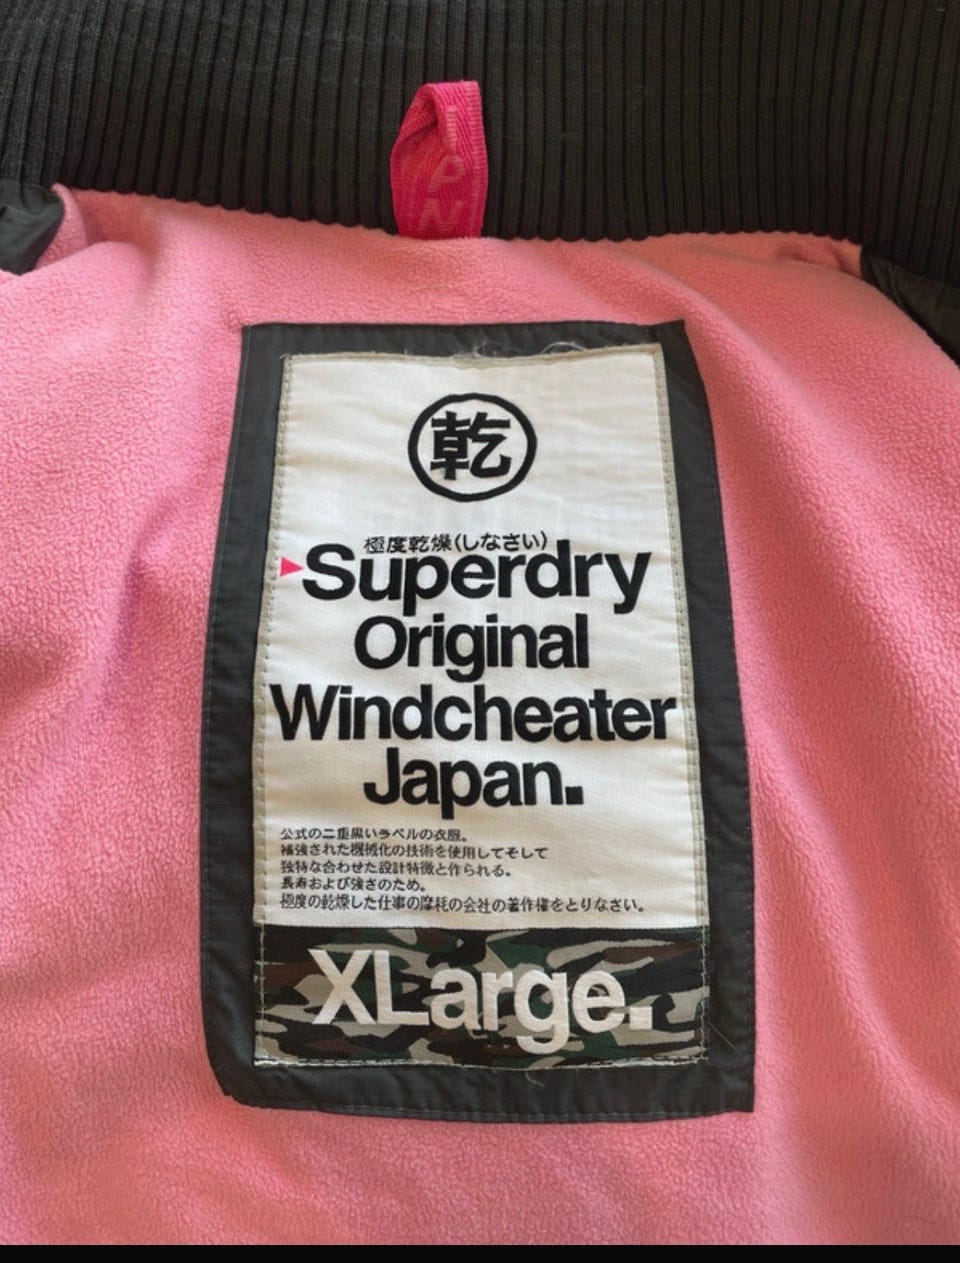 JPN
乾
極度乾燥(しなさい)
Superdry
Original
Windcheater
Japan.
公式の二重黒いラベルの衣服。
補強された機械化の技術を使用してそして
独特な合わせた設計特徴と作られる。
長寿および強さのため。
極度の乾燥した仕事の摩耗の会社の著作権をとりなさい。
XLarge.